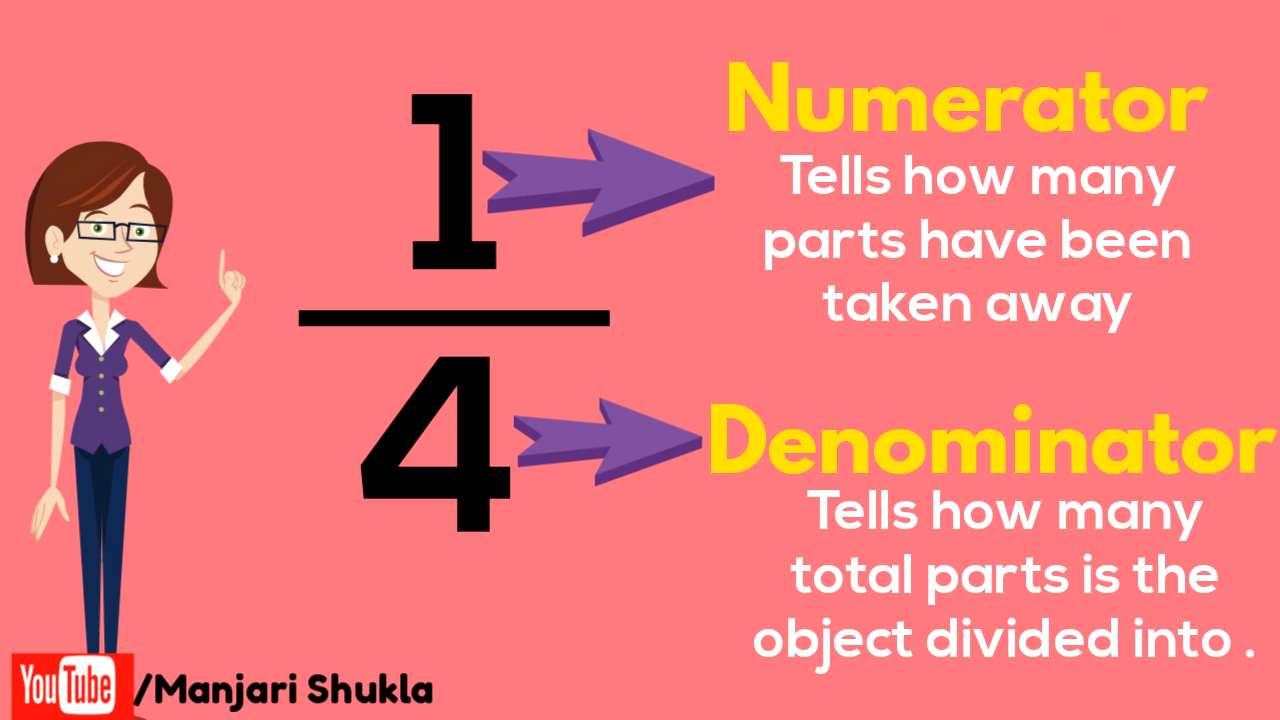 1
4
Numerator
Tells how many
parts have been
taken away
Denominator
Tells how many
total parts is the
object divided into .
YouTube /Manjari Shukla